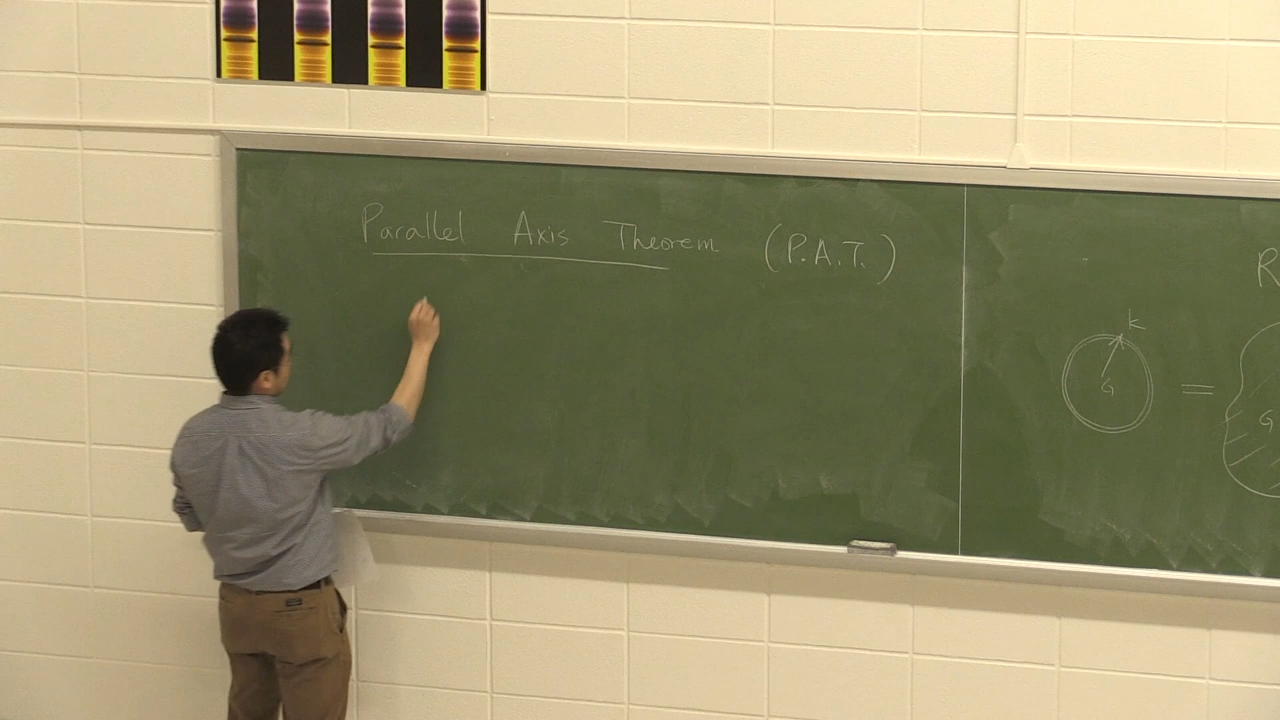 Parallel Axis Theorem (P.A.T.)
R
k
G
=
G